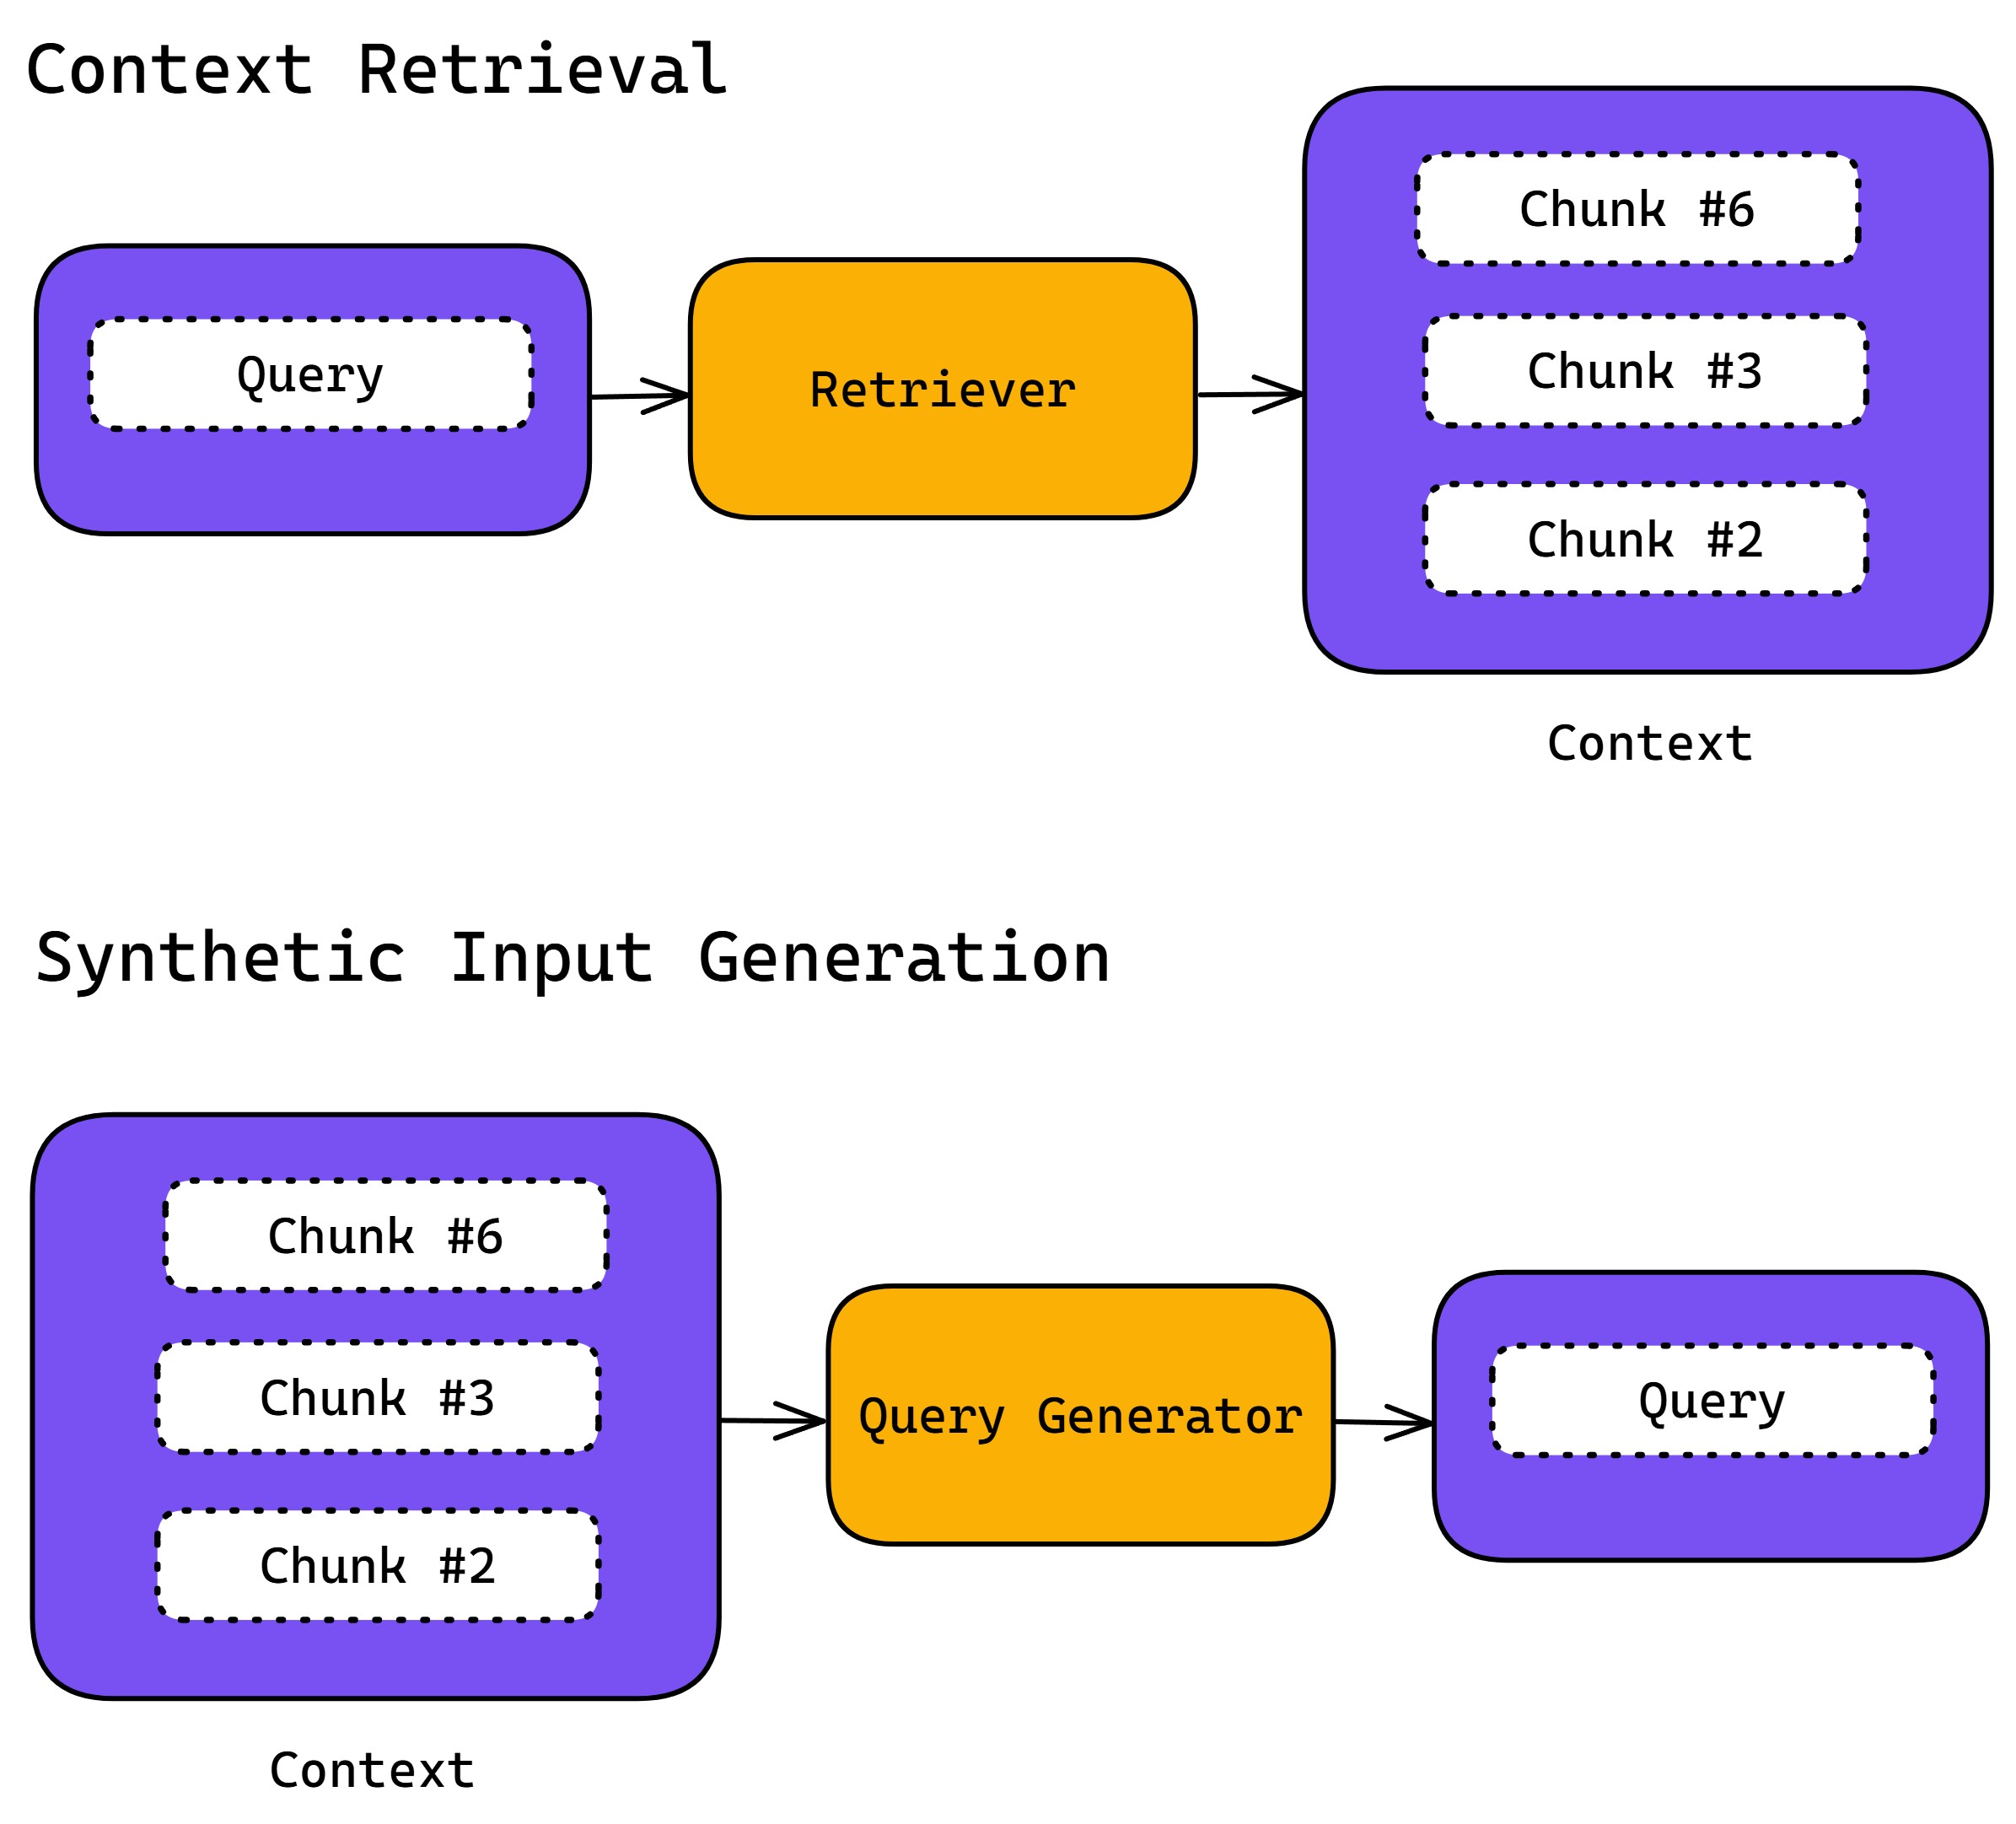 Context Retrieval
Query
Retriever
Chunk #6
Chunk #3
Chunk #2
Context
Synthetic Input Generation
Chunk #6
Chunk #3
Chunk #2
Context
Query Generator
Query